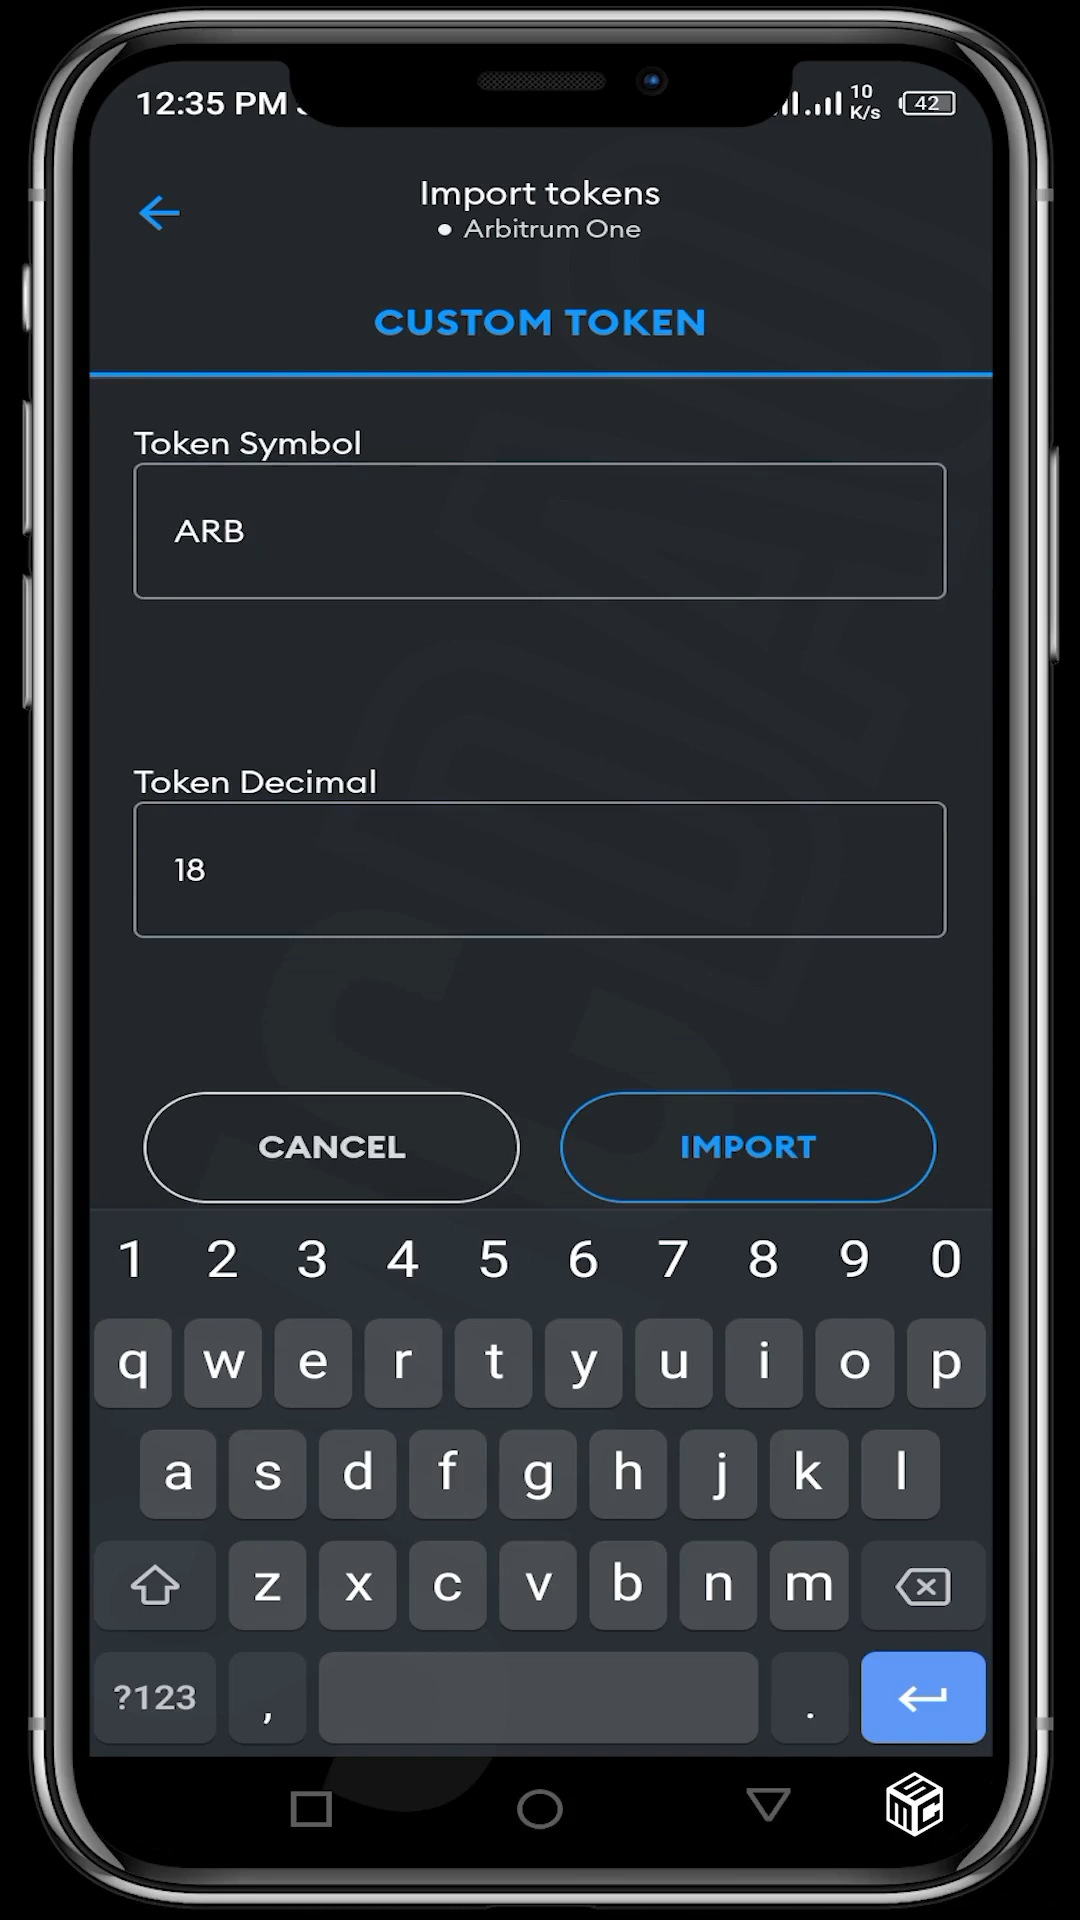 12:35 PM
10
K/s
42
Import tokens
Arbitrum One
CUSTOM TOKEN
Token Symbol
ARB
Token Decimal
18
CANCEL
IMPORT
1 2 3 4 5 6 7 8 9 0
q w e r t y u i o p
a s d f g h j k l
z x c v b n m
?123 , .
SMC